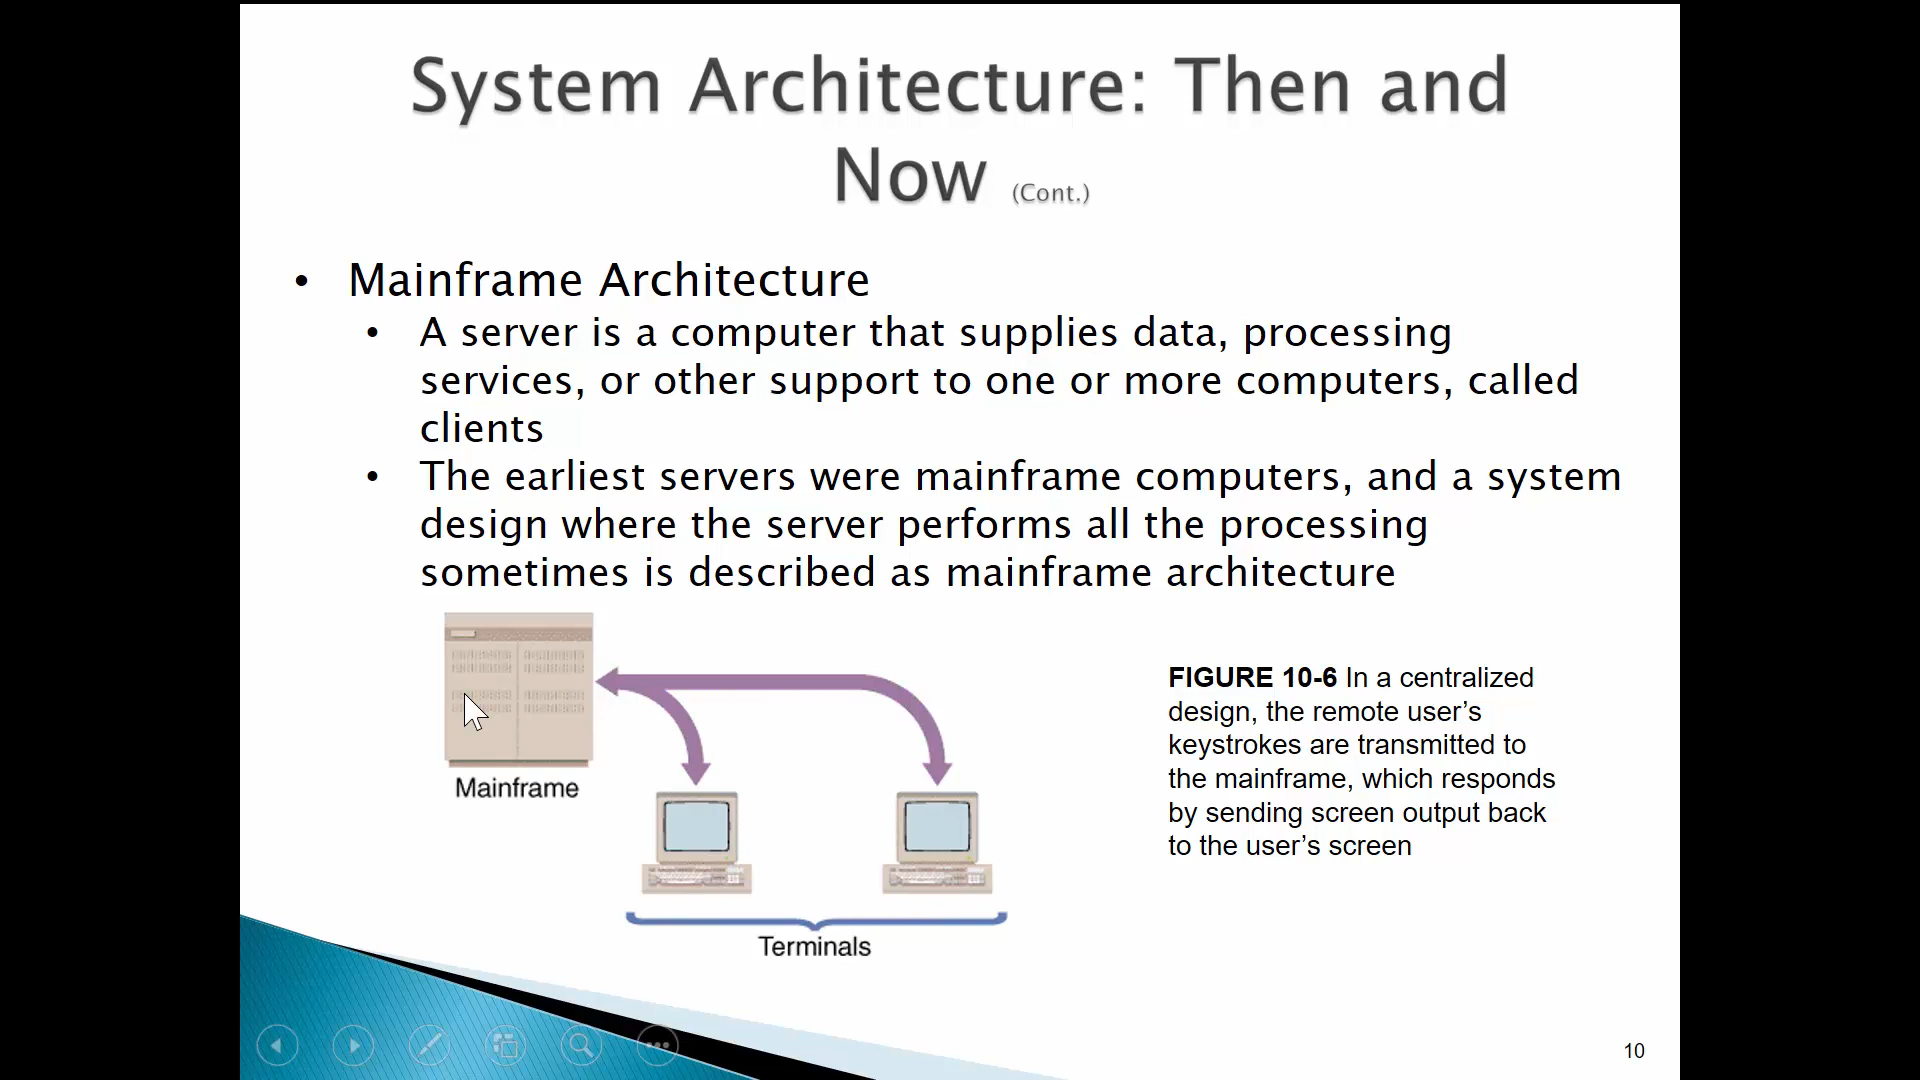 System Architecture: Then and
Now (Cont.)
• Mainframe Architecture
• A server is a computer that supplies data, processing
services, or other support to one or more computers, called
clients
• The earliest servers were mainframe computers, and a system
design where the server performs all the processing
sometimes is described as mainframe architecture
Mainframe
Terminals
FIGURE 10-6 In a centralized
design, the remote user’s
keystrokes are transmitted to
the mainframe, which responds
by sending screen output back
to the user’s screen
10